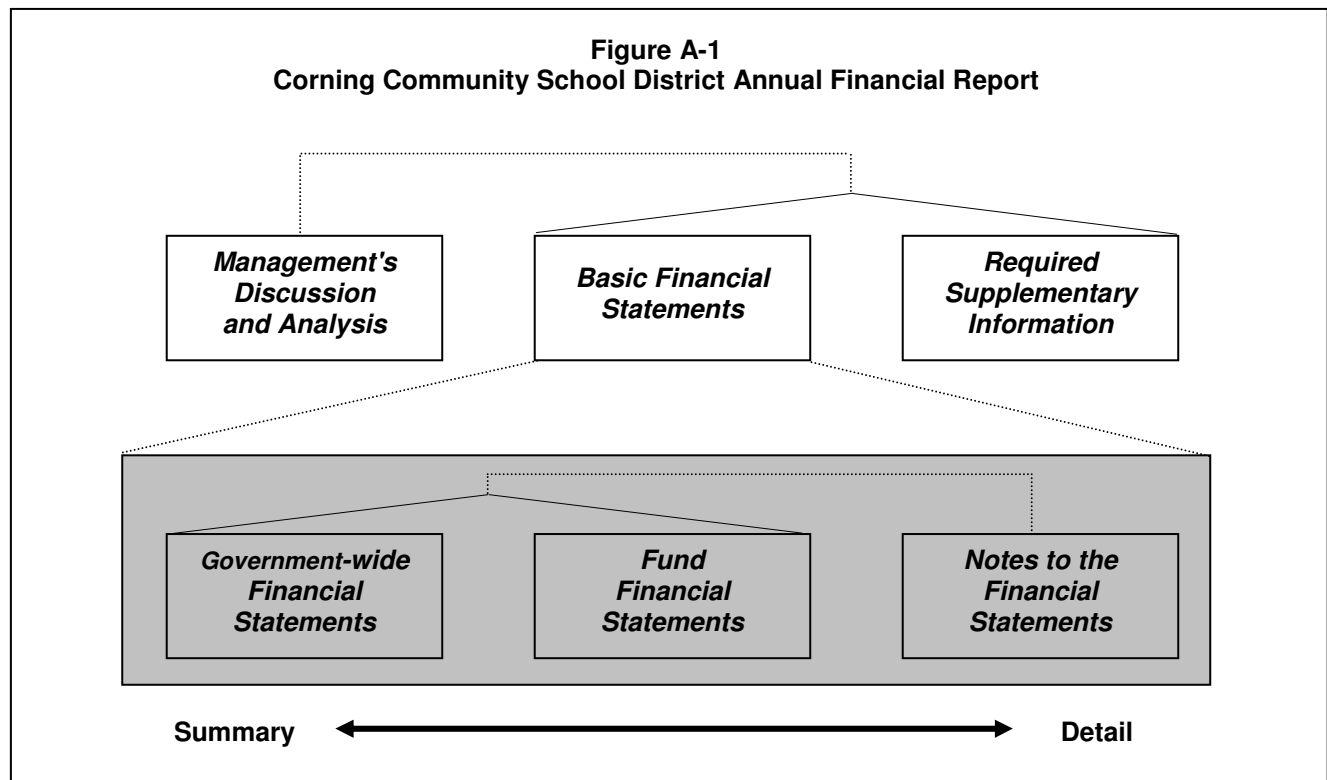 Figure A-1
Corning Community School District Annual Financial Report
Management's
Discussion
and Analysis
Basic Financial
Statements
Required
Supplementary
Information
Government-wide
Financial
Statements
Fund
Financial
Statements
Notes to the
Financial
Statements
Summary
Detail